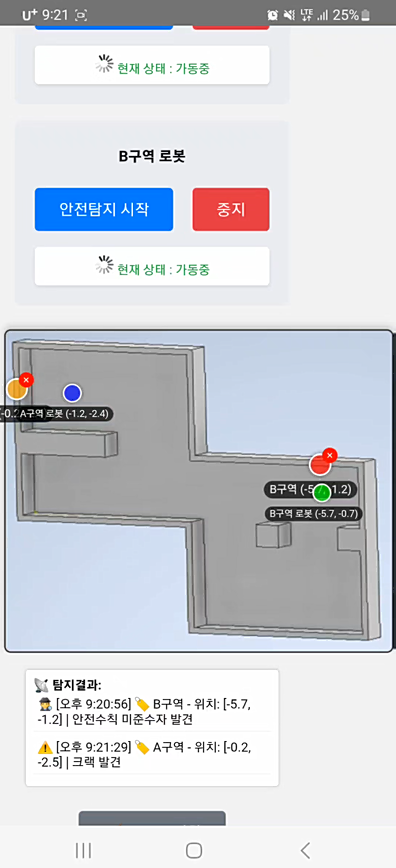 U+ 9:21 LTE 25%
현재 상태 : 가동중
B구역 로봇
안전탐지 시작 중지
현재 상태 : 가동중
A구역 로봇 (-1.2, -2.4)
B구역 (-5.7, -1.2)
B구역 로봇 (-5.7, -0.7)
탐지결과:
[오후 9:20:56] B구역 - 위치: [-5.7,
-1.2] | 안전수칙 미준수자 발견
[오후 9:21:29] A구역 - 위치: [-0.2,
-2.5] | 크랙 발견